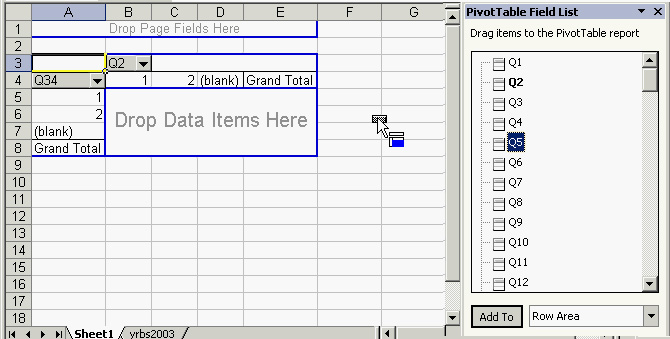 A B C D E F G
1 Drop Page Fields Here
2
3 Q2
4 Q34 1 2 (blank) Grand Total
5 1
6 2
7 (blank)
8 Grand Total
Drop Data Items Here
9
10
11
12
13
14
15
16
17
18
Sheet1 yrbs2003
PivotTable Field List
Drag items to the PivotTable report
Q1
Q2
Q3
Q4
Q5
Q6
Q7
Q8
Q9
Q10
Q11
Q12
Add To Row Area